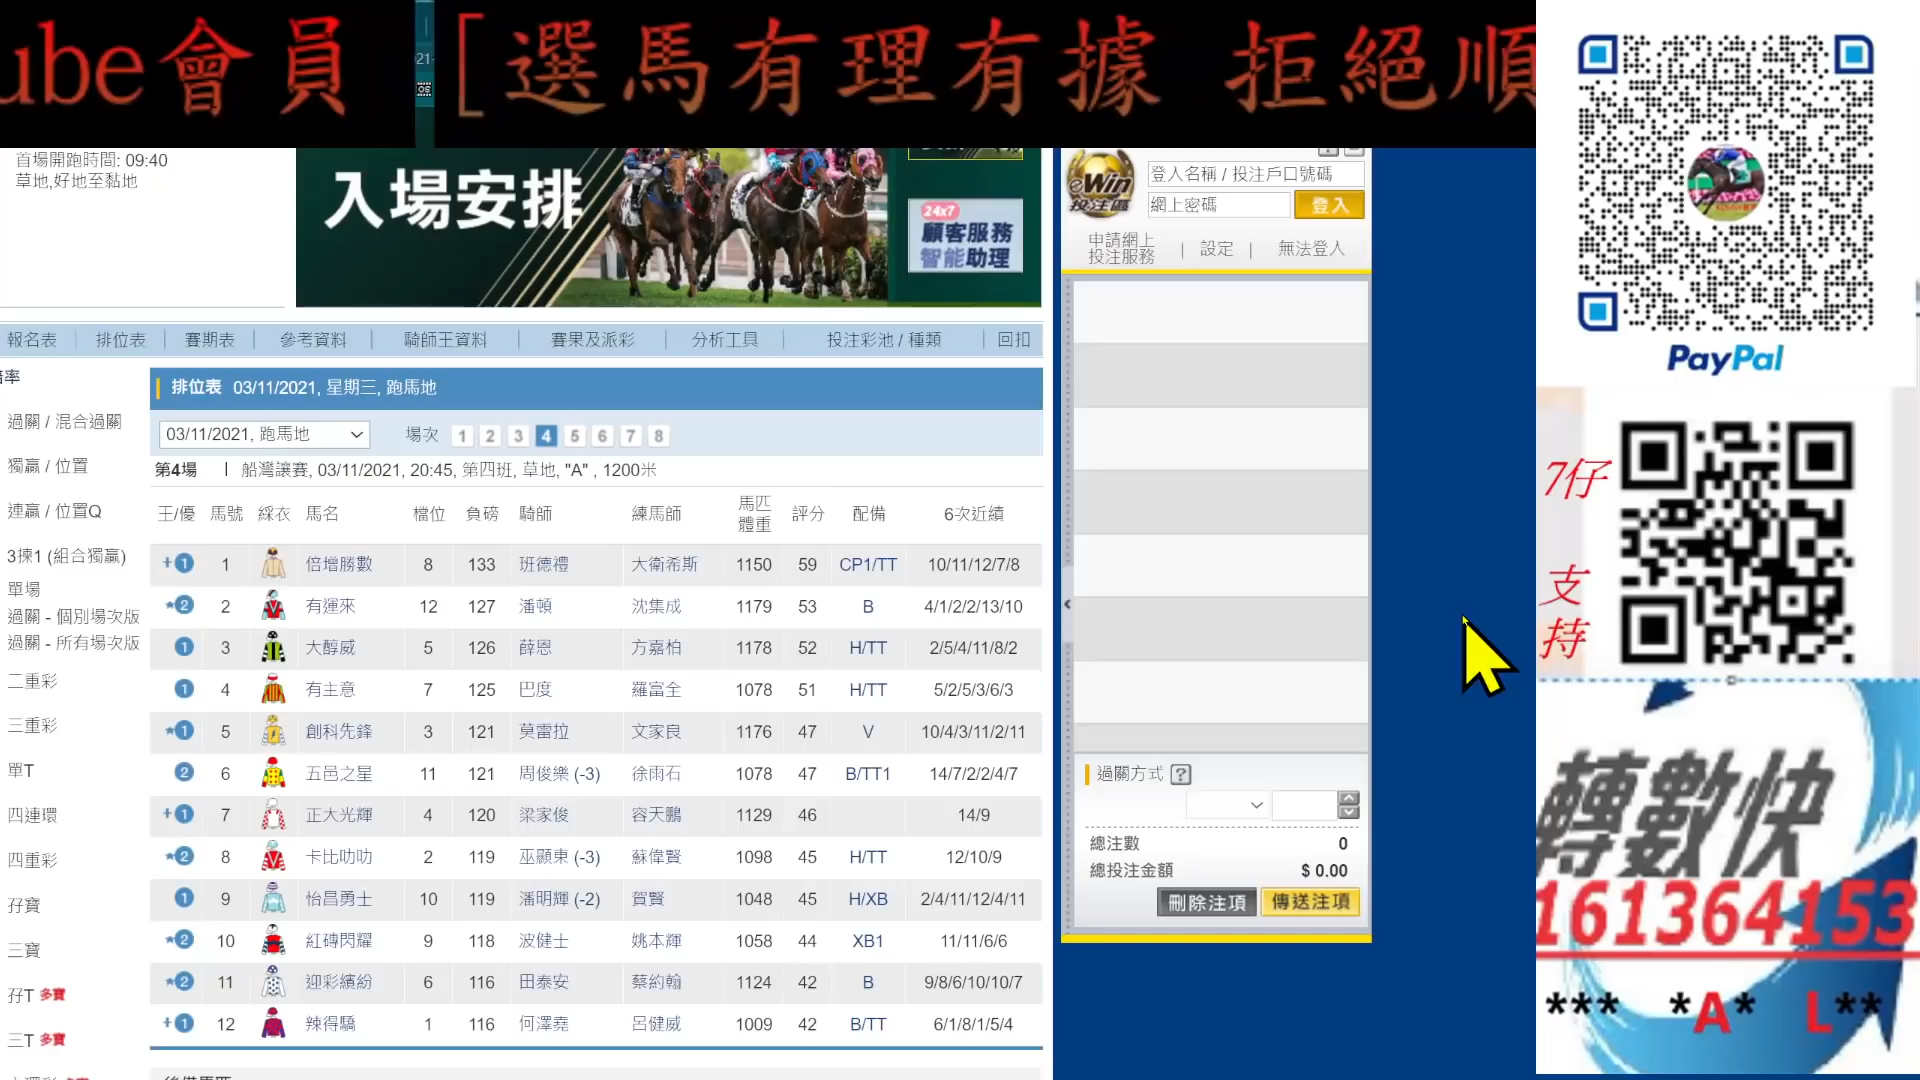 ube會員 [選馬有理有據 拒絕順
首場開跑時間: 09:40
草地,好地至黏地
入場安排
24x7
顧客服務
智能助理
eWin
投注區
登入名稱 / 投注戶口號碼
網上密碼
登入
申請網上投注服務 | 設定 | 無法登入
報名表 排位表 賽期表 參考資料 騎師王資料 賽果及派彩 分析工具 投注彩池 / 種類 回扣
過關 / 混合過關
獨贏 / 位置
連贏 / 位置Q
3揀1 (組合獨贏)
單場
過關 - 個別場次版
過關 - 所有場次版
二重彩
三重彩
單T
四連環
四重彩
孖寶
三寶
孖T 多寶
三T 多寶
排位表 03/11/2021, 星期三, 跑馬地
03/11/2021, 跑馬地 場次 1 2 3 4 5 6 7 8
第4場 | 船灣讓賽, 03/11/2021, 20:45, 第四班, 草地, "A" , 1200米
王/優 馬號 綵衣 馬名 檔位 負磅 騎師 練馬師 馬匹體重 評分 配備 6次近績
+1 1 倍增勝數 8 133 班德禮 大衛希斯 1150 59 CP1/TT 10/11/12/7/8
★2 2 有運來 12 127 潘頓 沈集成 1179 53 B 4/1/2/2/13/10
1 3 大醇威 5 126 薛恩 方嘉柏 1178 52 H/TT 2/5/4/11/8/2
1 4 有主意 7 125 巴度 羅富全 1078 51 H/TT 5/2/5/3/6/3
★1 5 創科先鋒 3 121 莫雷拉 文家良 1176 47 V 10/4/3/11/2/11
2 6 五邑之星 11 121 周俊樂 (-3) 徐雨石 1078 47 B/TT1 14/7/2/2/4/7
+1 7 正大光輝 4 120 梁家俊 容天鵬 1129 46 14/9
★2 8 卡比叻叻 2 119 巫顯東 (-3) 蘇偉賢 1098 45 H/TT 12/10/9
1 9 怡昌勇士 10 119 潘明輝 (-2) 賀賢 1048 45 H/XB 2/4/11/12/4/11
★2 10 紅磚閃耀 9 118 波健士 姚本輝 1058 44 XB1 11/11/6/6
★2 11 迎彩繽紛 6 116 田泰安 蔡約翰 1124 42 B 9/8/6/10/10/7
+1 12 辣得驕 1 116 何澤堯 呂健威 1009 42 B/TT 6/1/8/1/5/4
過關方式 ?
總注數 0
總投注金額 $ 0.00
刪除注項 傳送注項
PayPal
7仔
支
持
轉數快
161364153
*** *A* L**